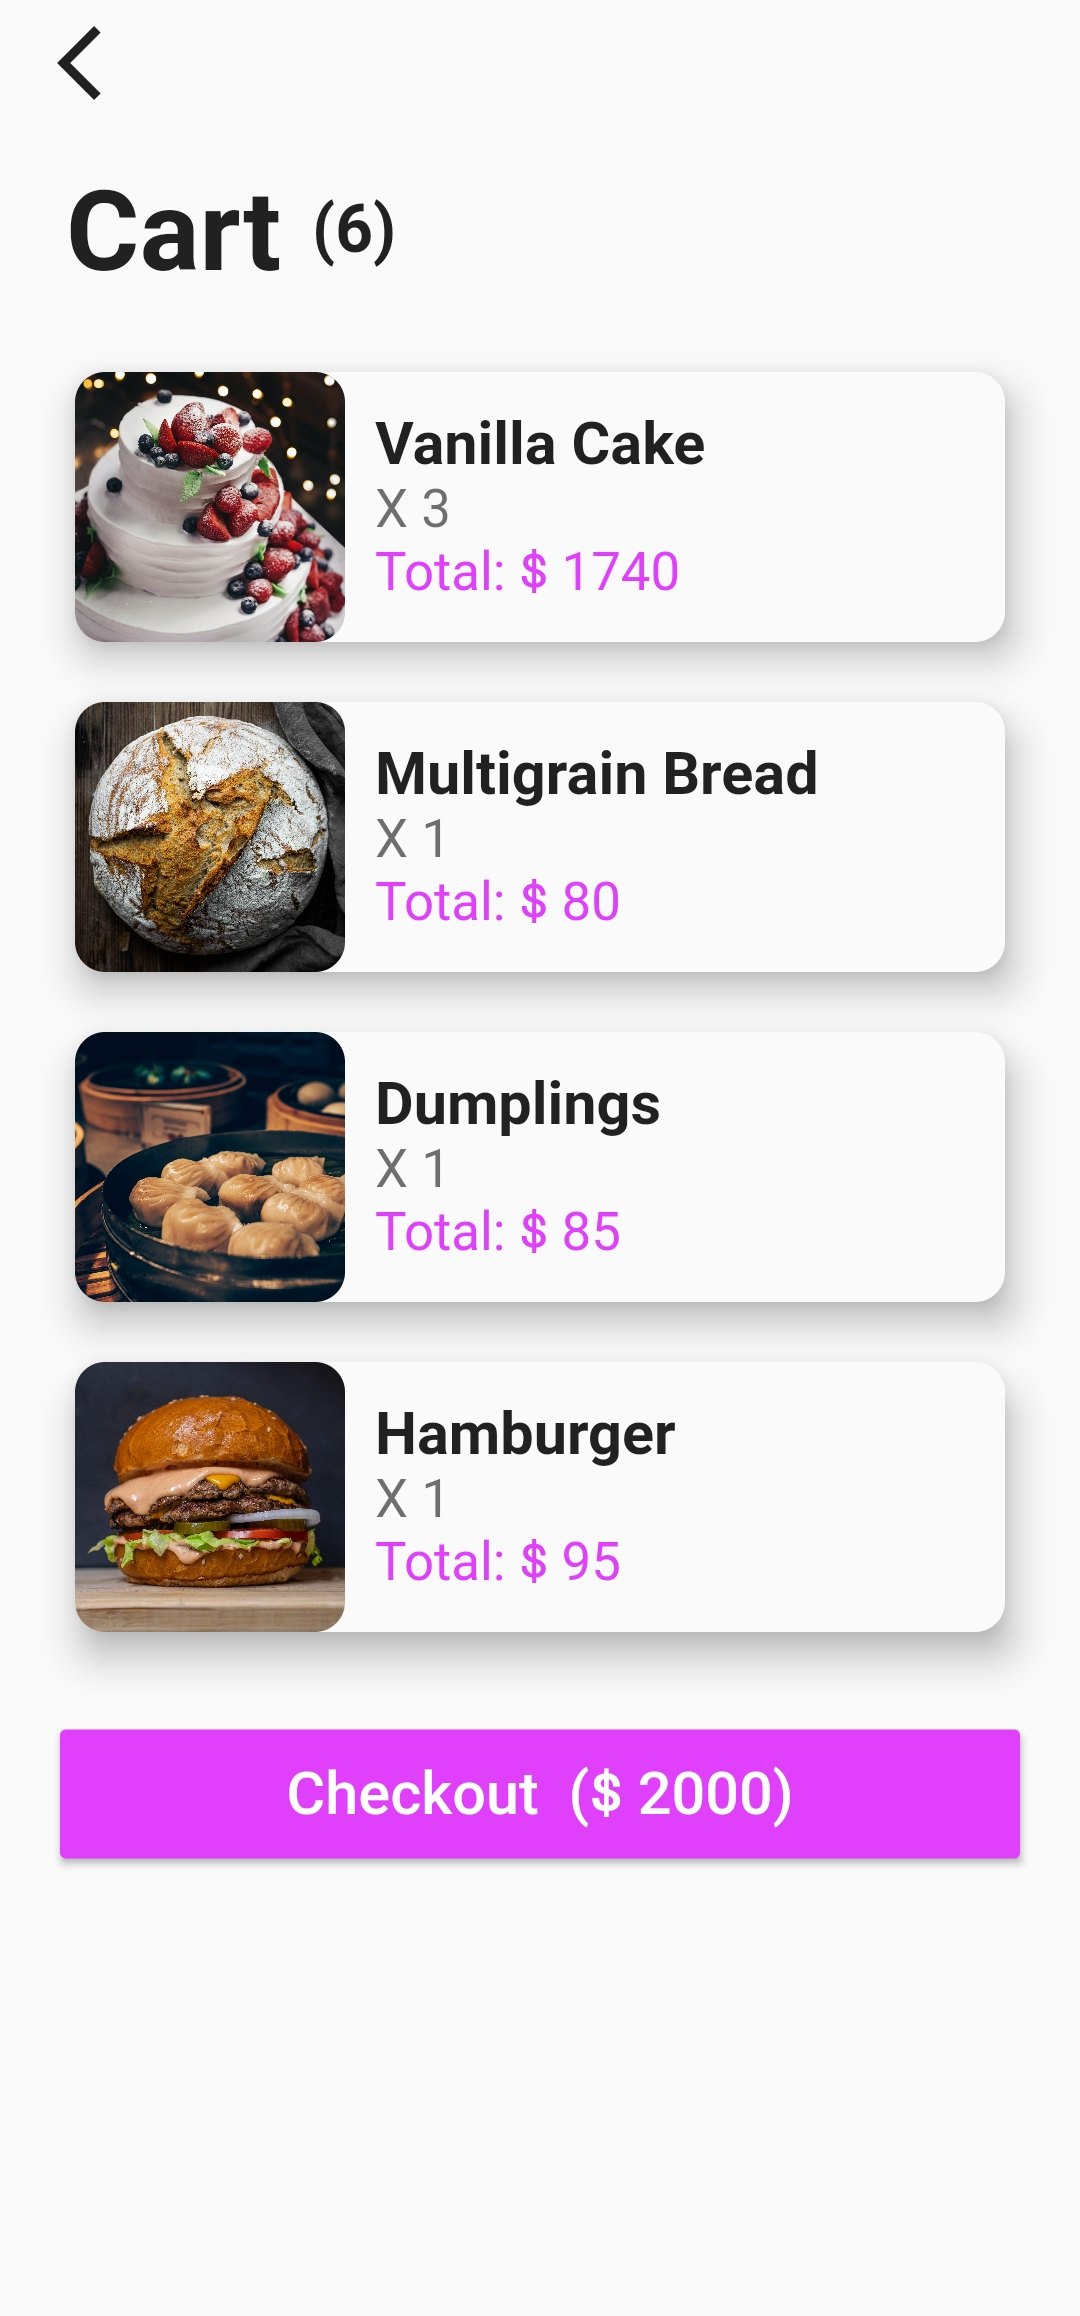 Cart (6)
Vanilla Cake
X 3
Total: $ 1740
Multigrain Bread
X 1
Total: $ 80
Dumplings
X 1
Total: $ 85
Hamburger
X 1
Total: $ 95
Checkout ($ 2000)